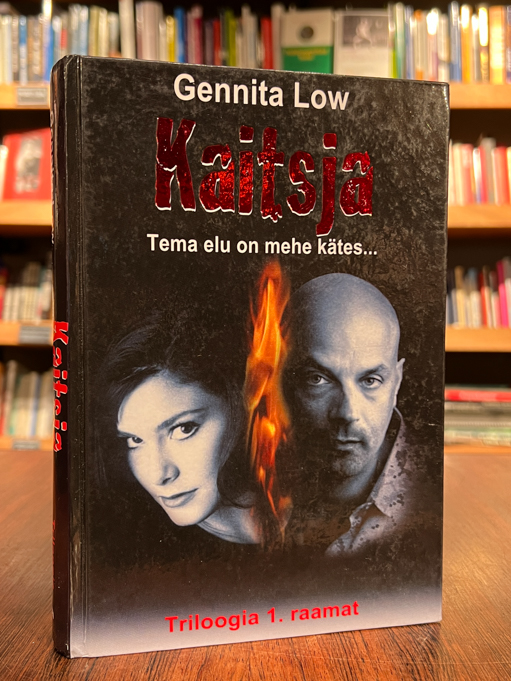 Gennita Low
Kaitsja
Tema elu on mehe kätes...
Triloogia 1. raamat
Kaitsja